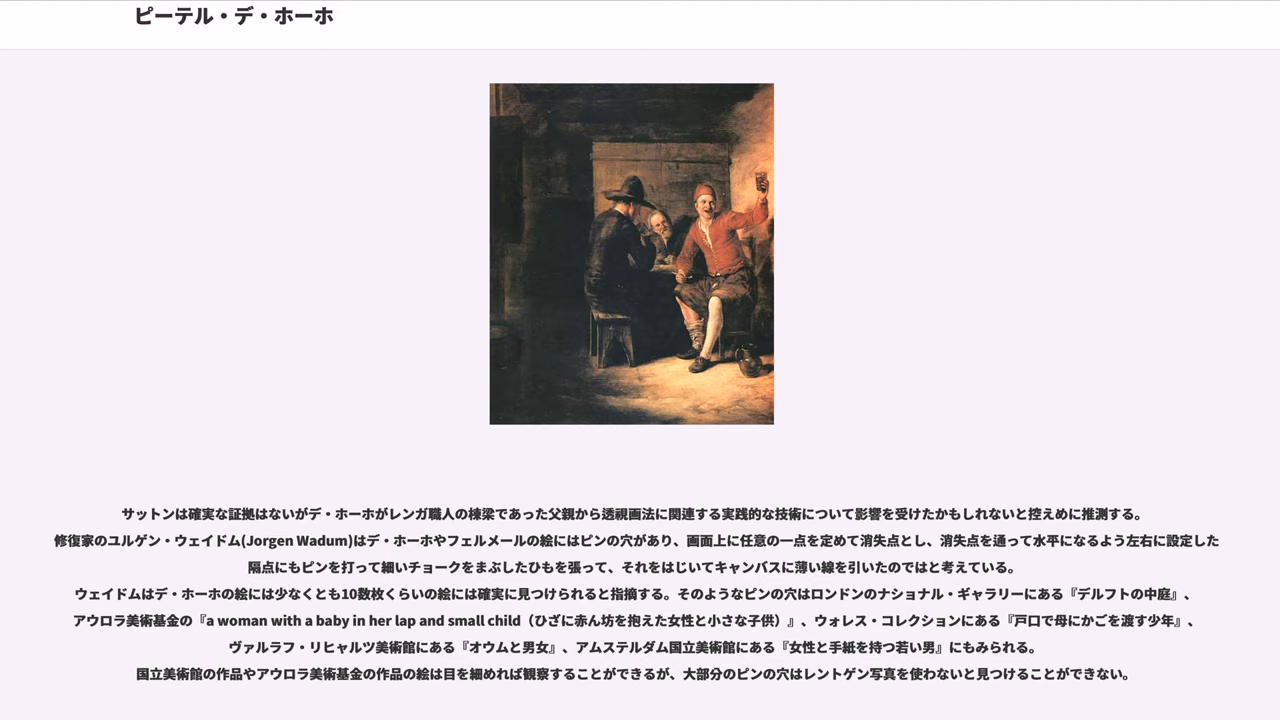 ピーテル・デ・ホーホ
サットンは確実な証拠はないがデ・ホーホがレンガ職人の棟梁であった父親から透視画法に関連する実践的な技術について影響を受けたかもしれないと控えめに推測する。
修復家のユルゲン・ウェイドム(Jorgen Wadum)はデ・ホーホやフェルメールの絵にはピンの穴があり、画面上に任意の一点を定めて消失点とし、消失点を通って水平になるよう左右に設定した
隔点にもピンを打って細いチョークをまぶしたひもを張って、それをはじいてキャンバスに薄い線を引いたのではと考えている。
ウェイドムはデ・ホーホの絵には少なくとも10数枚くらいの絵には確実に見つけられると指摘する。そのようなピンの穴はロンドンのナショナル・ギャラリーにある『デルフトの中庭』、
アウロラ美術基金の『a woman with a baby in her lap and small child（ひざに赤ん坊を抱えた女性と小さな子供）』、ウォレス・コレクションにある『戸口で母にかごを渡す少年』、
ヴァルラフ・リヒャルツ美術館にある『オウムと男女』、アムステルダム国立美術館にある『女性と手紙を持つ若い男』にもみられる。
国立美術館の作品やアウロラ美術基金の作品の絵は目を細めれば観察することができるが、大部分のピンの穴はレントゲン写真を使わないと見つけることができない。